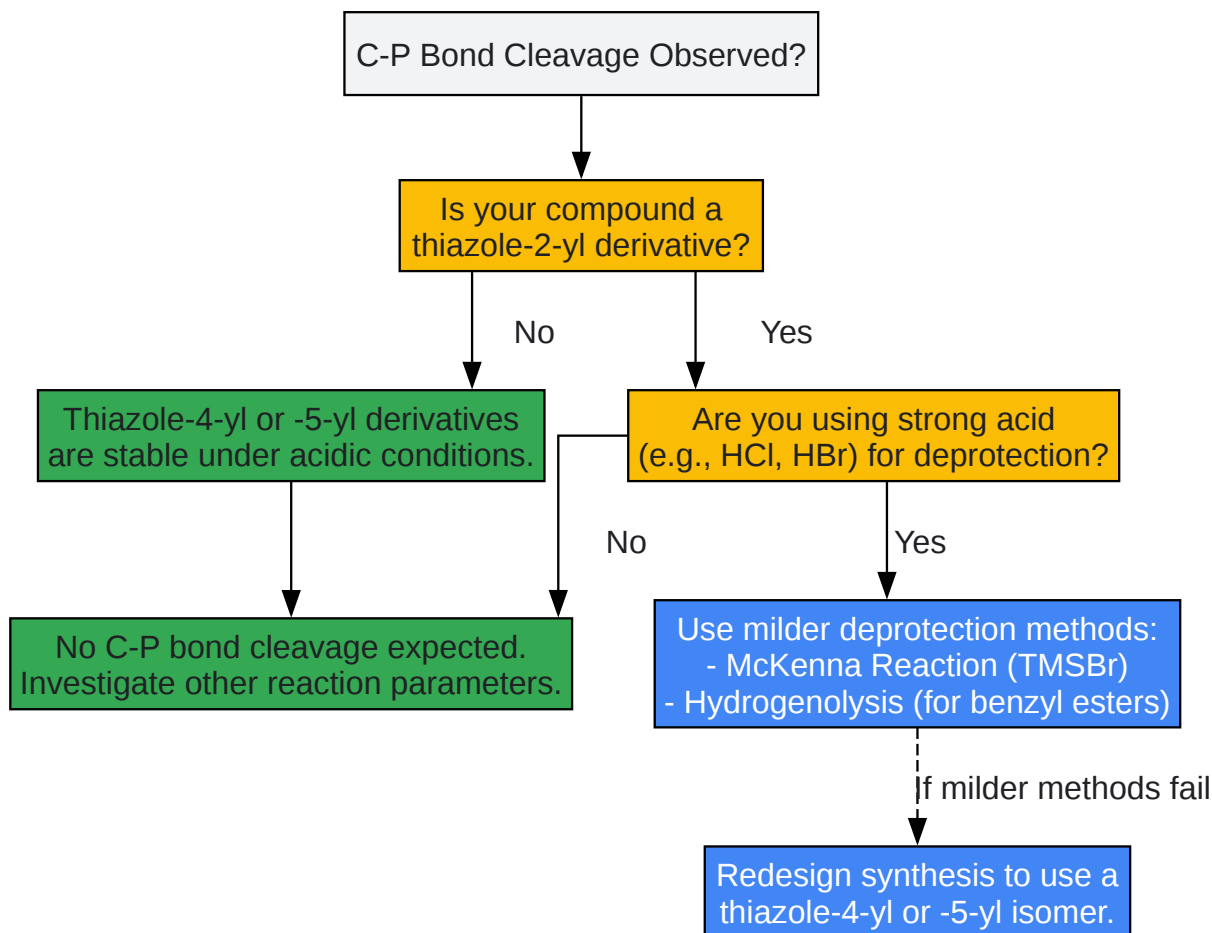 C-P Bond Cleavage Observed?
Is your compound a
thiazole-2-yl derivative?
No
Yes
Thiazole-4-yl or -5-yl derivatives
are stable under acidic conditions.
Are you using strong acid
(e.g., HCl, HBr) for deprotection?
No
Yes
No C-P bond cleavage expected.
Investigate other reaction parameters.
Use milder deprotection methods:
- McKenna Reaction (TMSBr)
- Hydrogenolysis (for benzyl esters)
If milder methods fail
Redesign synthesis to use a
thiazole-4-yl or -5-yl isomer.